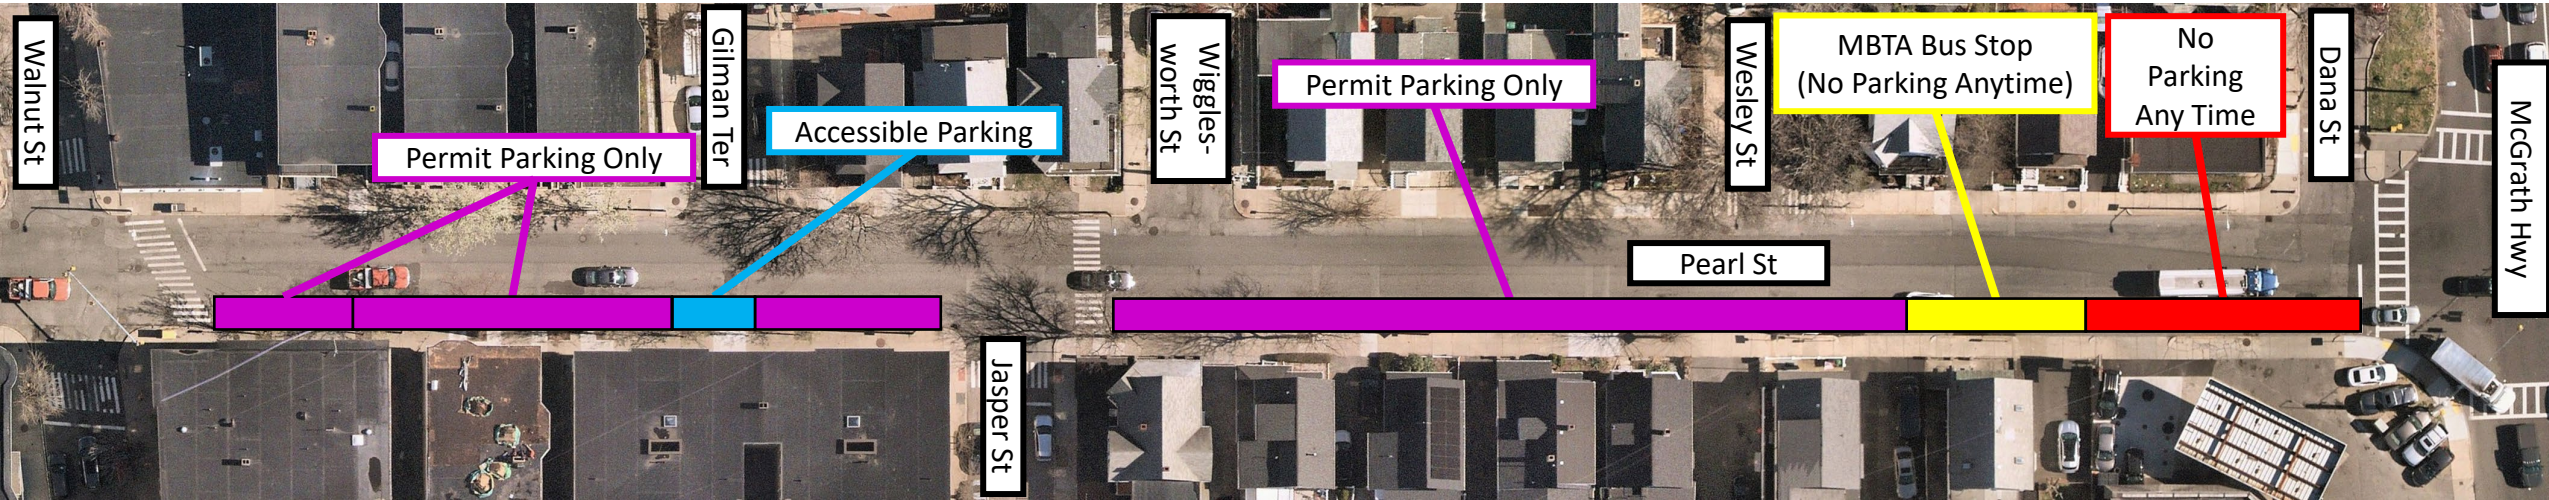 Walnut St
Permit Parking Only
Gilman Ter
Accessible Parking
Wiggles-
worth St
Permit Parking Only
Wesley St
MBTA Bus Stop
(No Parking Anytime)
No
Parking
Any Time
Dana St
McGrath Hwy
Pearl St
Jasper St